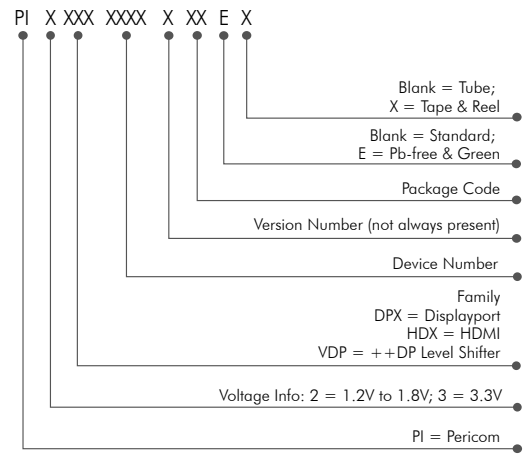 PI X XXX XXXX X XX E X
Blank = Tube;
X = Tape & Reel
Blank = Standard;
E = Pb-free & Green
Package Code
Version Number (not always present)
Device Number
Family
DPX = Displayport
HDX = HDMI
VDP = ++DP Level Shifter
Voltage Info: 2 = 1.2V to 1.8V; 3 = 3.3V
PI = Pericom